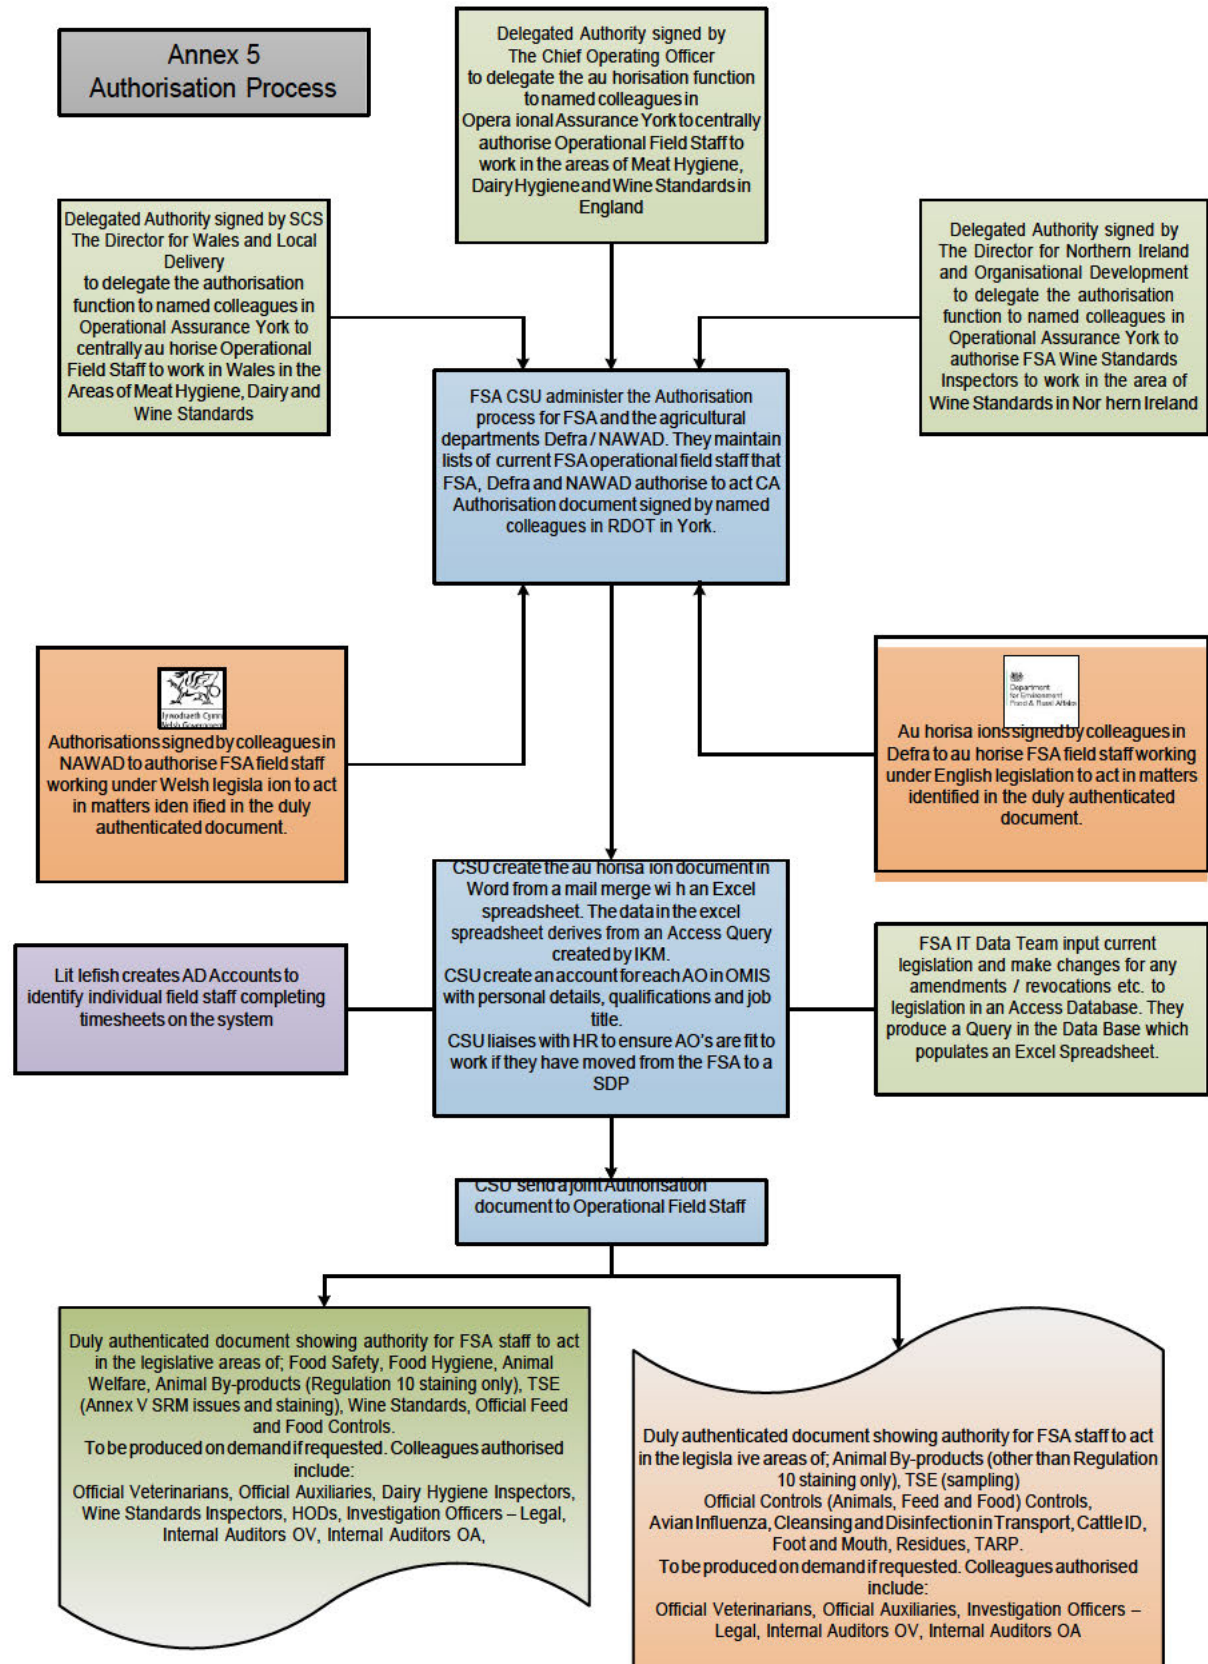 Annex 5
Authorisation Process
Delegated Authority signed by
The Chief Operating Officer
to delegate the au horisation function
to named colleagues in
Opera ional Assurance York to centrally
authorise Operational Field Staff to
work in the areas of Meat Hygiene,
Dairy Hygiene and Wine Standards in
England
Delegated Authority signed by SCS
The Director for Wales and Local
Delivery
to delegate the authorisation
function to named colleagues in
Operational Assurance York to
centrally au horise Operational
Field Staff to work in Wales in the
Areas of Meat Hygiene, Dairy and
Wine Standards
Delegated Authority signed by
The Director for Northern Ireland
and Organisational Development
to delegate the authorisation
function to named colleagues in
Operational Assurance York to
authorise FSA Wine Standards
Inspectors to work in the area of
Wine Standards in Nor hern Ireland
FSA CSU administer the Authorisation
process for FSA and the agricultural
departments Defra / NAWAD. They maintain
lists of current FSA operational field staff that
FSA, Defra and NAWAD authorise to act CA
Authorisation document signed by named
colleagues in RDOT in York.
Llywodraeth Cymru
Welsh Government
Authorisations signed by colleagues in
NAWAD to authorise FSA field staff
working under Welsh legisla ion to act
in matters iden ified in the duly
authenticated document.
Department
for Environment
Food & Rural Affairs
Au horisa ions signed by colleagues in
Defra to au horise FSA field staff working
under English legislation to act in matters
identified in the duly authenticated
document.
CSU create the au horisa ion document in
Word from a mail merge wi h an Excel
spreadsheet. The data in the excel
spreadsheet derives from an Access Query
created by IKM.
CSU create an account for each AO in OMIS
with personal details, qualifications and job
title.
CSU liaises with HR to ensure AO's are fit to
work if they have moved from the FSA to a
SDP
Lit lefish creates AD Accounts to
identify individual field staff completing
timesheets on the system
FSA IT Data Team input current
legislation and make changes for any
amendments / revocations etc. to
legislation in an Access Database. They
produce a Query in the Data Base which
populates an Excel Spreadsheet.
CSU send a joint Authorisation
document to Operational Field Staff
Duly authenticated document showing authority for FSA staff to act
in the legislative areas of; Food Safety, Food Hygiene, Animal
Welfare, Animal By-products (Regulation 10 staining only), TSE
(Annex V SRM issues and staining), Wine Standards, Official Feed
and Food Controls.
To be produced on demand if requested. Colleagues authorised
include:
Official Veterinarians, Official Auxiliaries, Dairy Hygiene Inspectors,
Wine Standards Inspectors, HODs, Investigation Officers – Legal,
Internal Auditors OV, Internal Auditors OA,
Duly authenticated document showing authority for FSA staff to act
in the legisla ive areas of; Animal By-products (other than Regulation
10 staining only), TSE (sampling)
Official Controls (Animals, Feed and Food) Controls,
Avian Influenza, Cleansing and Disinfection in Transport, Cattle ID,
Foot and Mouth, Residues, TARP.
To be produced on demand if requested. Colleagues authorised
include:
Official Veterinarians, Official Auxiliaries, Investigation Officers –
Legal, Internal Auditors OV, Internal Auditors OA